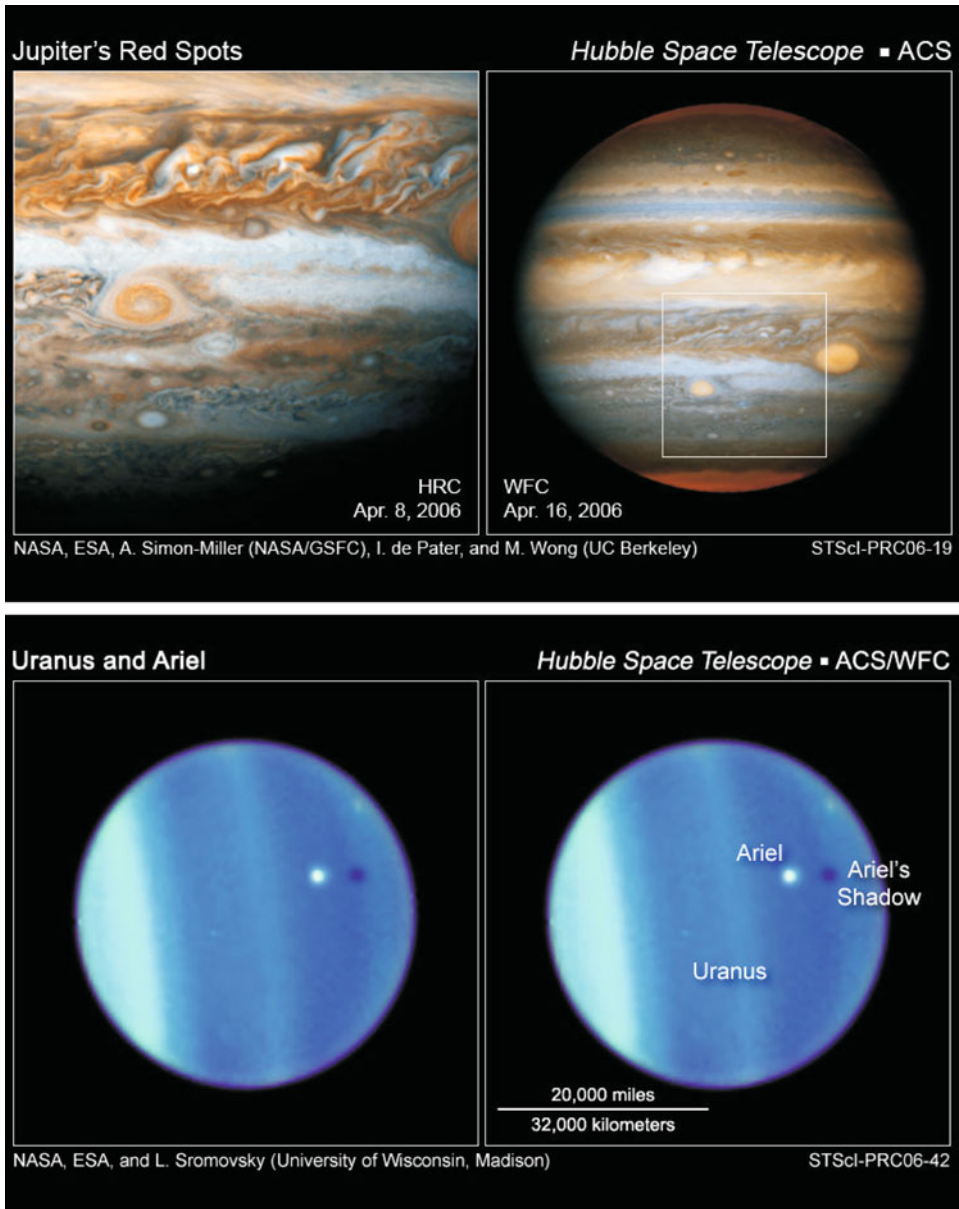 Jupiter's Red Spots
Hubble Space Telescope ▪ ACS
HRC
Apr. 8, 2006
WFC
Apr. 16, 2006
NASA, ESA, A. Simon-Miller (NASA/GSFC), I. de Pater, and M. Wong (UC Berkeley)
STScI-PRC06-19
Uranus and Ariel
Hubble Space Telescope ▪ ACS/WFC
Ariel
Ariel's
Shadow
Uranus
20,000 miles
32,000 kilometers
NASA, ESA, and L. Sromovsky (University of Wisconsin, Madison)
STScI-PRC06-42